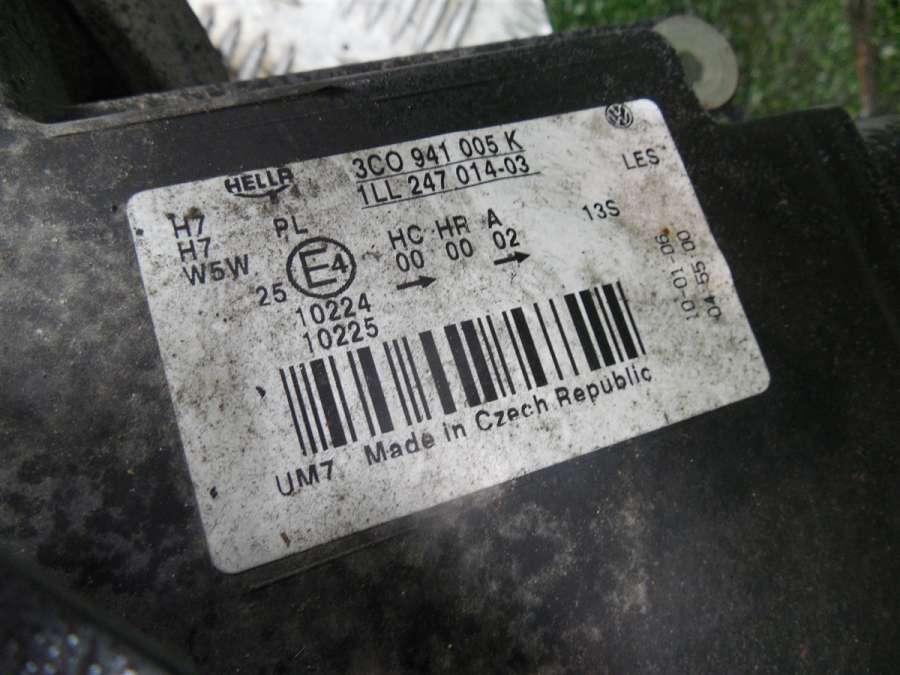 HELLA
3C0 941 005 K
1LL 247 014-03
LES
H7
H7
W5W
PL
HC HR A
00 00 02
13S
25 E4
10224
10225
10-01-06
04:55:00
UM7 Made in Czech Republic